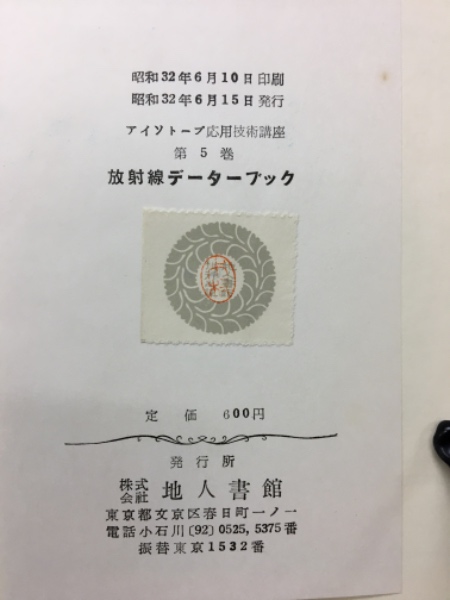 昭和32年6月10日印刷
昭和32年6月15日発行
アイソトープ応用技術講座
第5巻
放射線データーブック
定価 600円
発行所
株式会社 地人書館
東京都文京区春日町一ノ一
電話小石川(92)0525,5375番
振替東京1532番